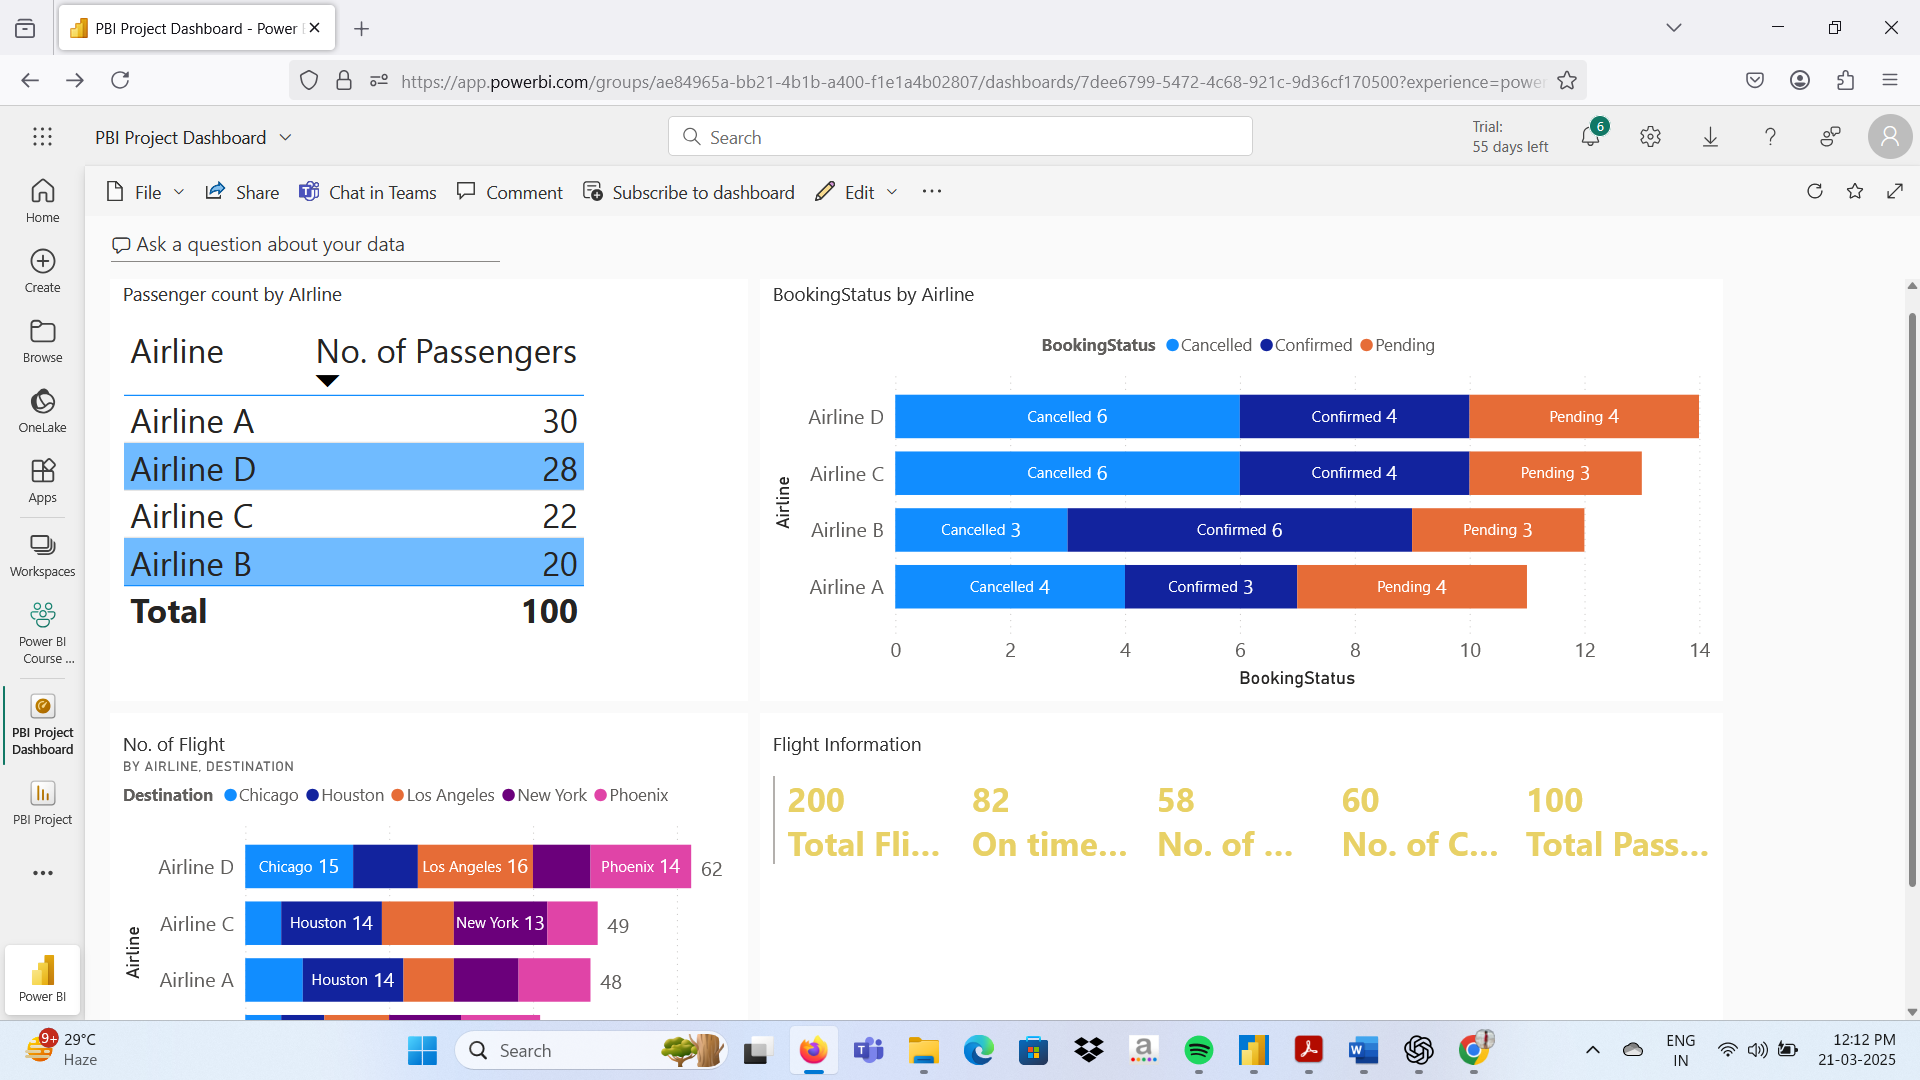 PBI Project Dashboard - Power
https://app.powerbi.com/groups/ae84965a-bb21-4b1b-a400-f1e1a4b02807/dashboards/7dee6799-5472-4c68-921c-9d36cf170500?experience=power
PBI Project Dashboard
Search
Trial:
55 days left
6
File
Share
Chat in Teams
Comment
Subscribe to dashboard
Edit
Home
Create
Browse
OneLake
Apps
Workspaces
Power BI
Course ...
PBI Project
Dashboard
PBI Project
Power BI
Ask a question about your data
Passenger count by AIrline
Airline No. of Passengers
Airline A 30
Airline D 28
Airline C 22
Airline B 20
Total 100
BookingStatus by Airline
BookingStatus Cancelled Confirmed Pending
Airline
Airline D Cancelled 6 Confirmed 4 Pending 4
Airline C Cancelled 6 Confirmed 4 Pending 3
Airline B Cancelled 3 Confirmed 6 Pending 3
Airline A Cancelled 4 Confirmed 3 Pending 4
0 2 4 6 8 10 12 14
BookingStatus
No. of Flight
BY AIRLINE, DESTINATION
Destination Chicago Houston Los Angeles New York Phoenix
Airline
Airline D Chicago 15 Los Angeles 16 Phoenix 14 62
Airline C Houston 14 New York 13 49
Airline A Houston 14 48
Flight Information
200 82 58 60 100
Total Fli... On time... No. of ... No. of C... Total Pass...
9+
29°C
Haze
Search
ENG
IN
12:12 PM
21-03-2025